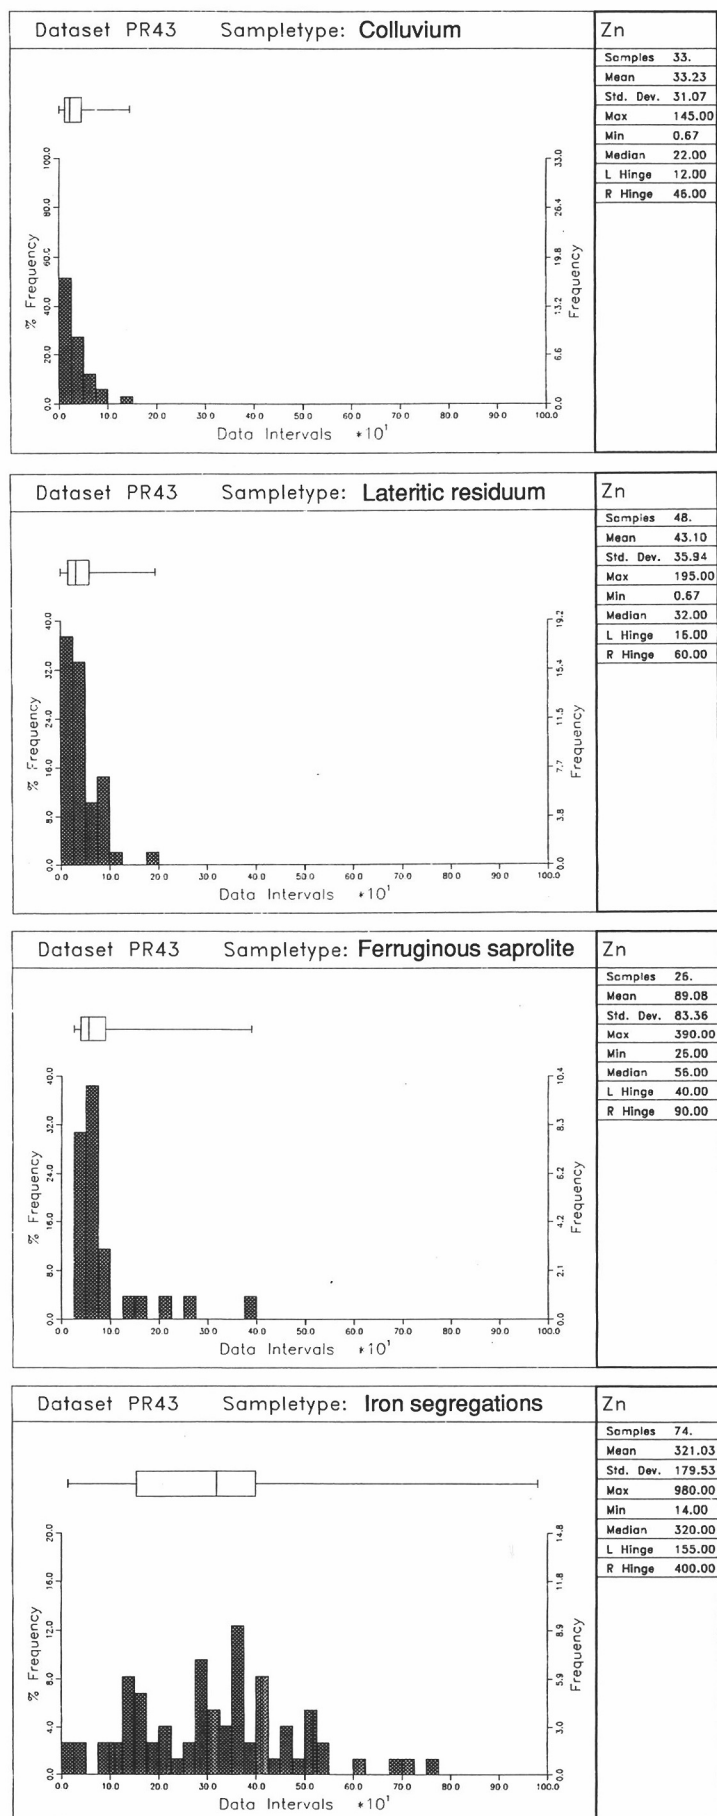 Dataset PR43 Sampletype: Colluvium
Zn
Samples 33.
Mean 33.23
Std. Dev. 31.07
Max 145.00
Min 0.67
Median 22.00
L Hinge 12.00
R Hinge 46.00
% Frequency
0.0 20.0 40.0 60.0 80.0 100.0
Frequency
0.0 6.6 13.2 19.8 26.4 33.0
0.0 10.0 20.0 30.0 40.0 50.0 60.0 70.0 80.0 90.0 100.0
Data Intervals *10¹
Dataset PR43 Sampletype: Lateritic residuum
Zn
Samples 48.
Mean 43.10
Std. Dev. 35.94
Max 195.00
Min 0.67
Median 32.00
L Hinge 16.00
R Hinge 60.00
% Frequency
0.0 8.0 16.0 24.0 32.0 40.0
Frequency
0.0 3.8 7.7 11.5 15.4 19.2
0.0 10.0 20.0 30.0 40.0 50.0 60.0 70.0 80.0 90.0 100.0
Data Intervals *10¹
Dataset PR43 Sampletype: Ferruginous saprolite
Zn
Samples 26.
Mean 89.08
Std. Dev. 83.36
Max 390.00
Min 26.00
Median 56.00
L Hinge 40.00
R Hinge 90.00
% Frequency
0.0 8.0 16.0 24.0 32.0 40.0
Frequency
0.0 2.1 4.2 6.2 8.3 10.4
0.0 10.0 20.0 30.0 40.0 50.0 60.0 70.0 80.0 90.0 100.0
Data Intervals *10¹
Dataset PR43 Sampletype: Iron segregations
Zn
Samples 74.
Mean 321.03
Std. Dev. 179.53
Max 980.00
Min 14.00
Median 320.00
L Hinge 155.00
R Hinge 400.00
% Frequency
0.0 4.0 8.0 12.0 16.0 20.0
Frequency
0.0 3.0 5.9 8.9 11.8 14.8
0.0 10.0 20.0 30.0 40.0 50.0 60.0 70.0 80.0 90.0 100.0
Data Intervals *10¹